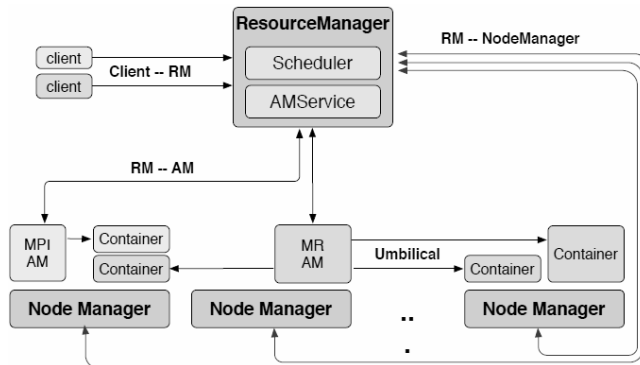 ResourceManager
RM -- NodeManager
client
Scheduler
Client -- RM
client
AMService
RM -- AM
MPI
AM
Container
MR
AM
Container
Umbilical
Container
Container
Node Manager
Node Manager
..
.
Node Manager